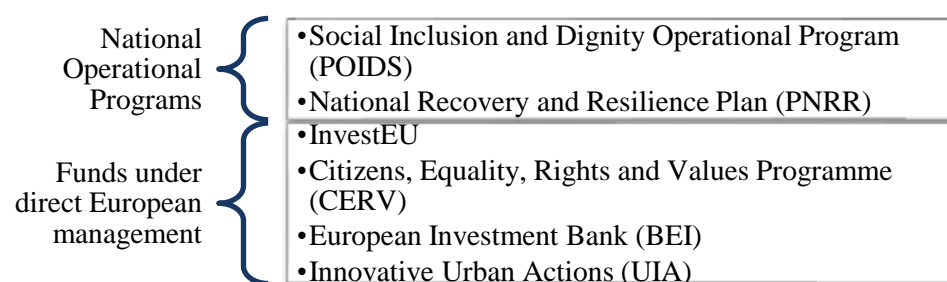 National
Operational
Programs
•Social Inclusion and Dignity Operational Program
(POIDS)
•National Recovery and Resilience Plan (PNRR)
Funds under
direct European
management
•InvestEU
•Citizens, Equality, Rights and Values Programme
(CERV)
•European Investment Bank (BEI)
•Innovative Urban Actions (UIA)